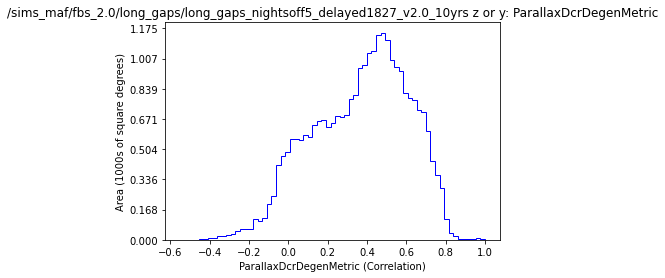 /sims_maf/fbs_2.0/long_gaps/long_gaps_nightsoff5_delayed1827_v2.0_10yrs z or y: ParallaxDcrDegenMetric
1.175
1.007
0.839
0.671
0.504
0.336
0.168
0.000
Area (1000s of square degrees)
−0.6 −0.4 −0.2 0.0 0.2 0.4 0.6 0.8 1.0
ParallaxDcrDegenMetric (Correlation)